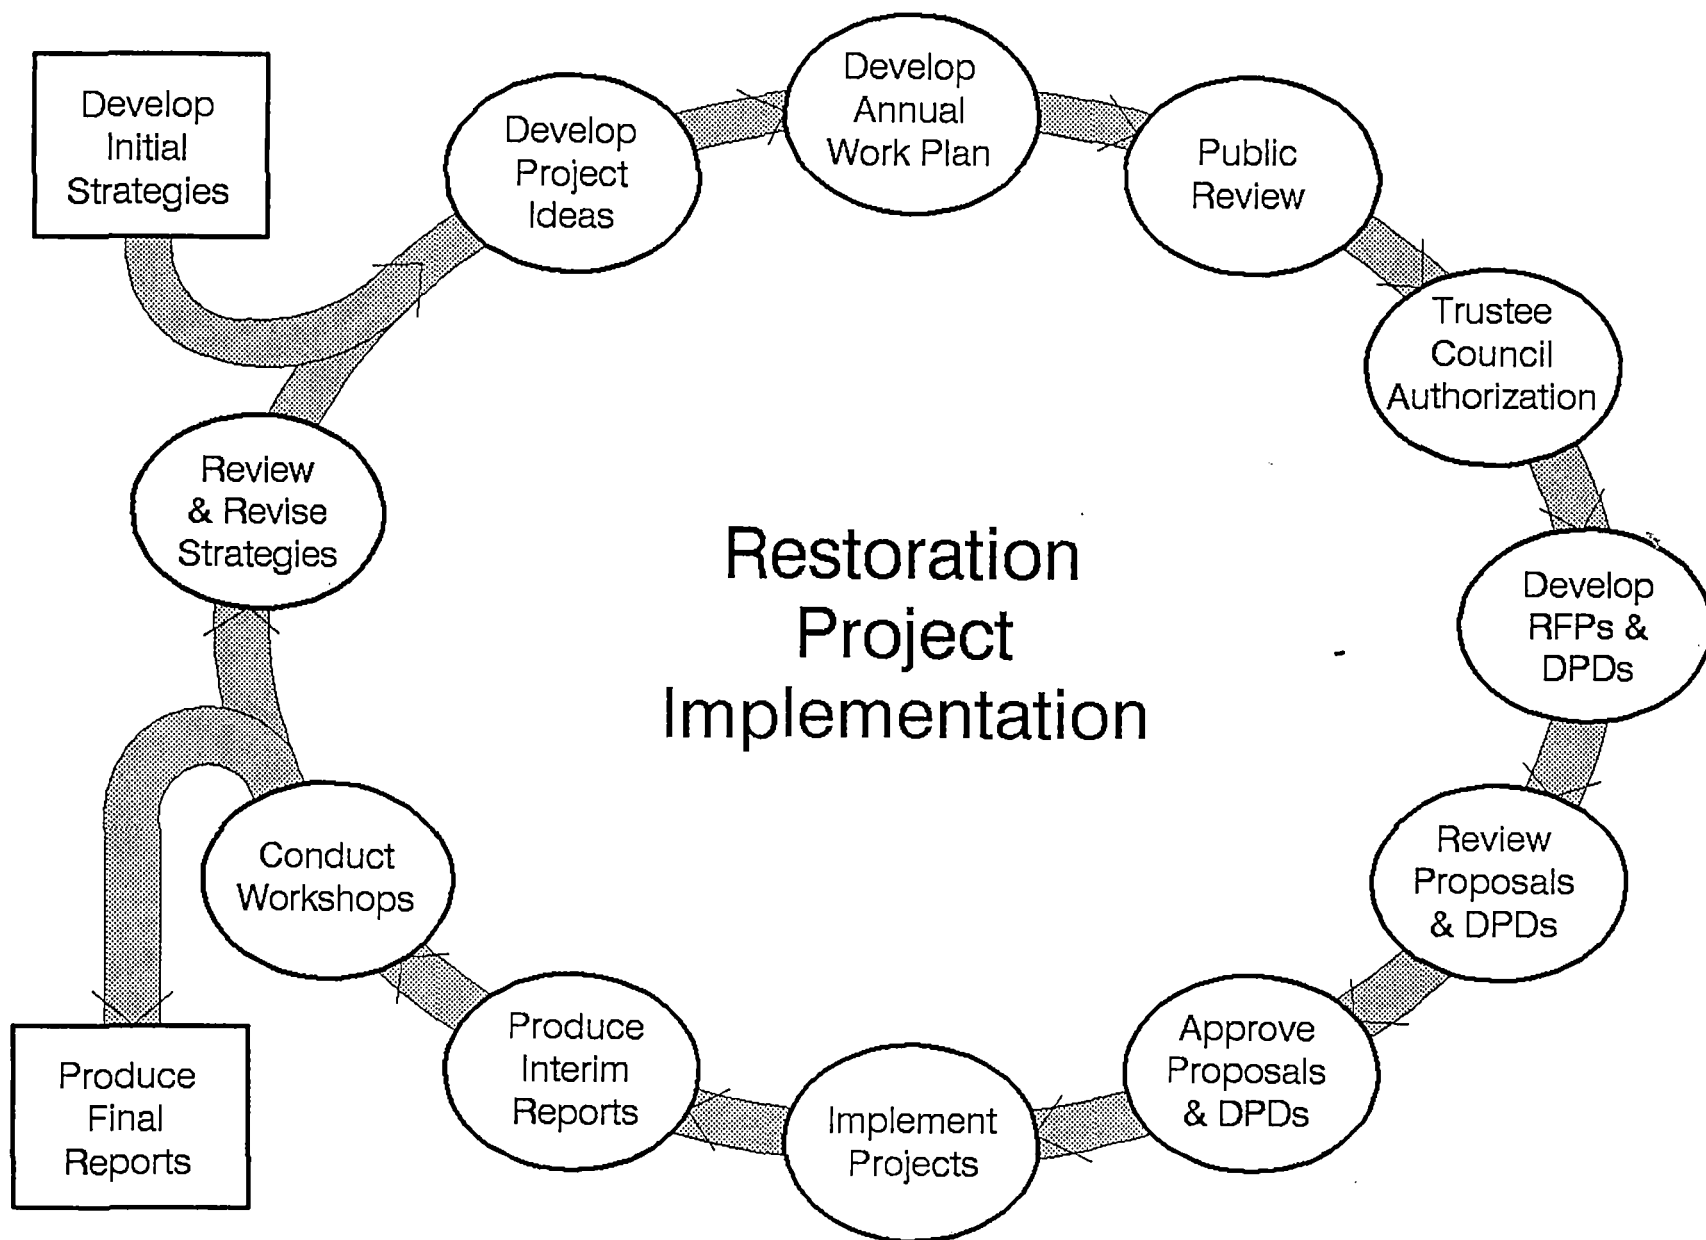 Develop
Initial
Strategies
Develop
Project
Ideas
Develop
Annual
Work Plan
Public
Review
Trustee
Council
Authorization
Develop
RFPs &
DPDs
Review
Proposals
& DPDs
Approve
Proposals
& DPDs
Implement
Projects
Produce
Interim
Reports
Conduct
Workshops
Review
& Revise
Strategies
Produce
Final
Reports
Restoration
Project
Implementation